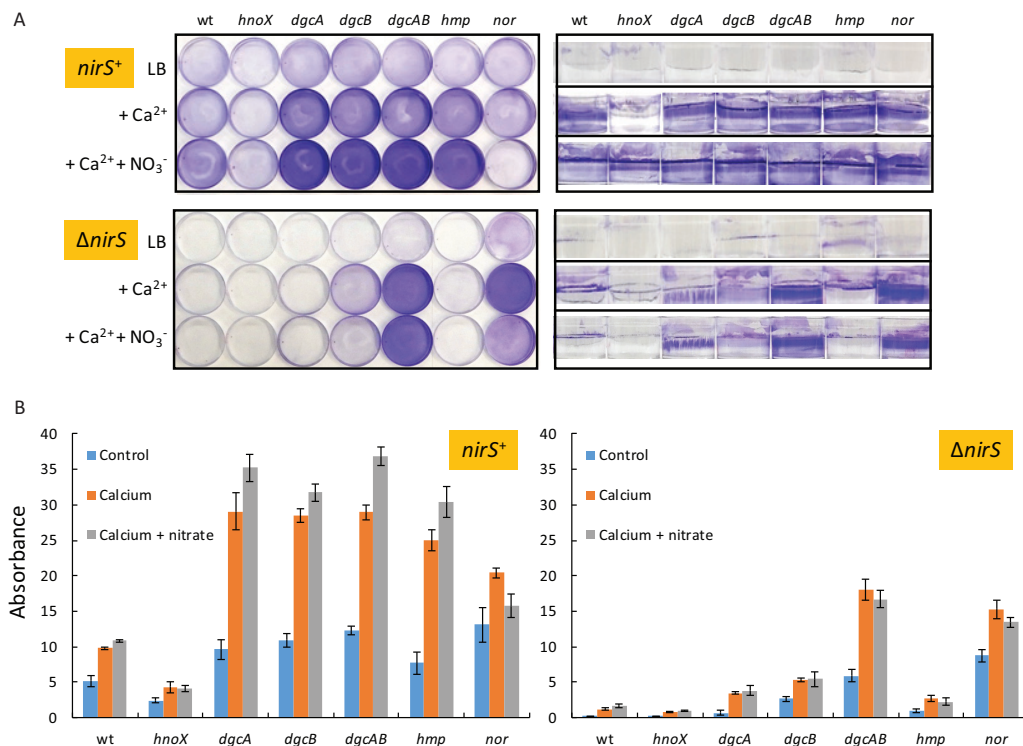 A
wt hnoX dgcA dgcB dgcAB hmp nor
wt hnoX dgcA dgcB dgcAB hmp nor
nirS⁺
LB
+ Ca²⁺
+ Ca²⁺ + NO₃⁻
ΔnirS
LB
+ Ca²⁺
+ Ca²⁺ + NO₃⁻
B
Absorbance
40
35
30
25
20
15
10
5
0
Control
Calcium
Calcium + nitrate
nirS⁺
wt hnoX dgcA dgcB dgcAB hmp nor
40
35
30
25
20
15
10
5
0
Control
Calcium
Calcium + nitrate
ΔnirS
wt hnoX dgcA dgcB dgcAB hmp nor